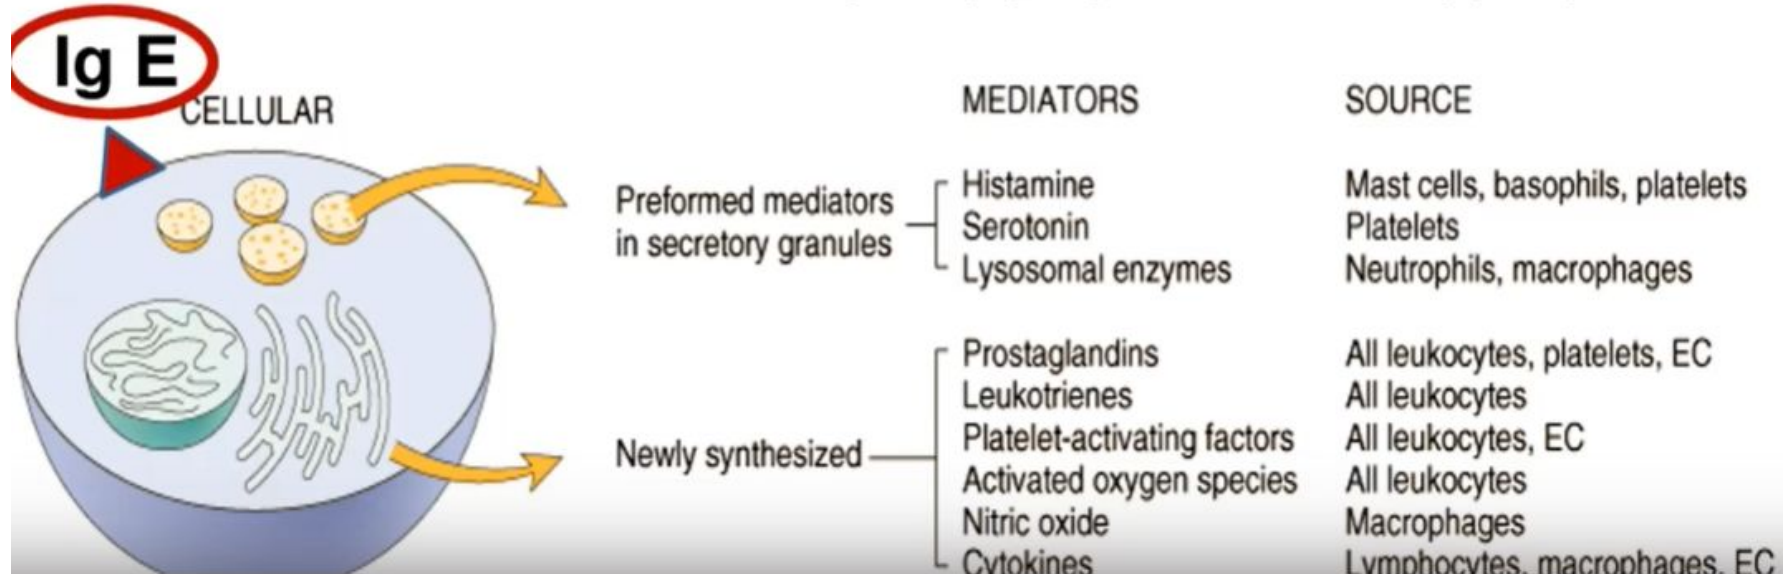 Ig E
CELLULAR
MEDIATORS SOURCE
Preformed mediators
in secretory granules
Histamine Mast cells, basophils, platelets
Serotonin Platelets
Lysosomal enzymes Neutrophils, macrophages
Newly synthesized
Prostaglandins All leukocytes, platelets, EC
Leukotrienes All leukocytes
Platelet-activating factors All leukocytes, EC
Activated oxygen species All leukocytes
Nitric oxide Macrophages
Cytokines Lymphocytes, macrophages, EC